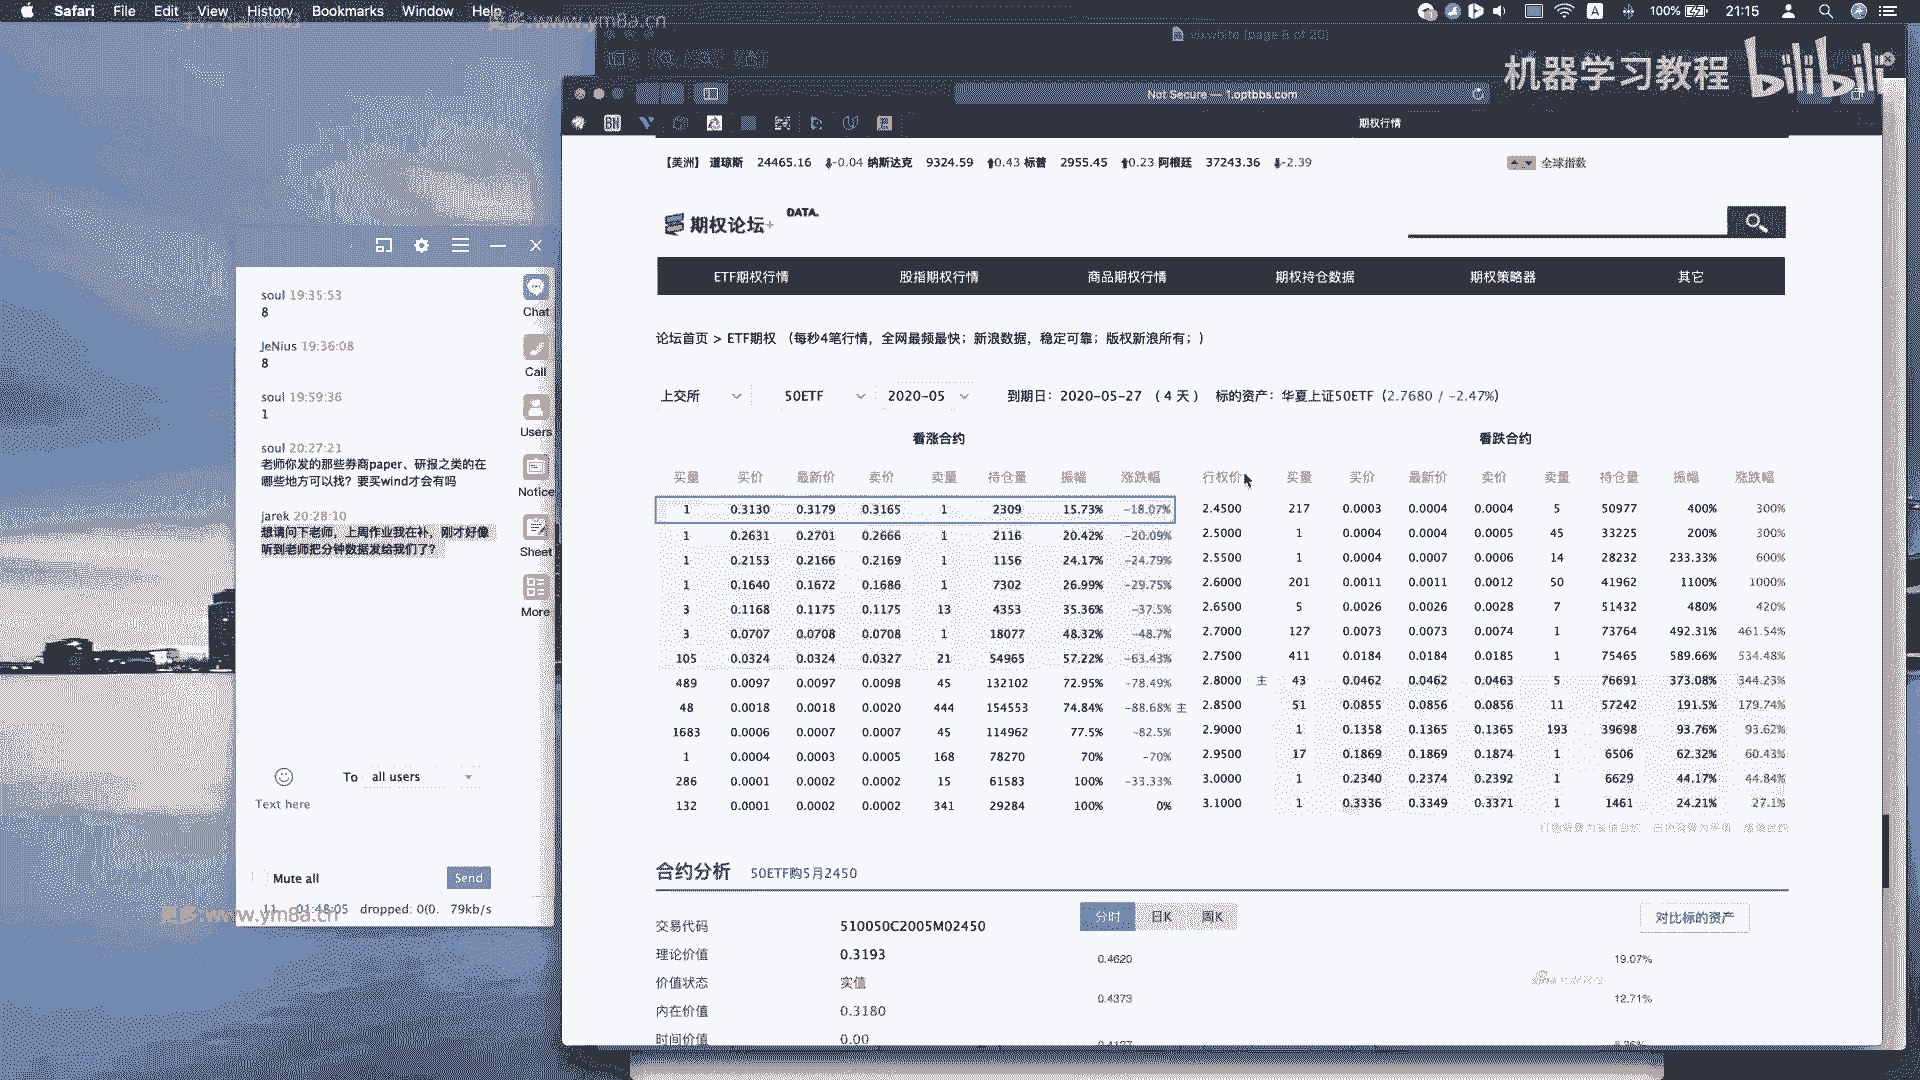 Safari File Edit View History Bookmarks Window Help
100% 21:15
www.ym8a.cn
vixwhite (page 6 of 20)
机器学习教程 bilibili
Not Secure — 1.optbbs.com
期权行情
【美洲】 道琼斯 24465.16 -0.04 纳斯达克 9324.59 0.43 标普 2955.45 0.23 阿根廷 37243.36 -2.39 全球指数
期权论坛+ DATA.
ETF期权行情 股指期权行情 商品期权行情 期权持仓数据 期权策略器 其它
论坛首页 > ETF期权 （每秒4笔行情，全网最频最快；新浪数据，稳定可靠；版权新浪所有；）
上交所 50ETF 2020-05 到期日：2020-05-27 （ 4 天 ） 标的资产：华夏上证50ETF（2.7680 / -2.47%）
看涨合约 看跌合约
买量 买价 最新价 卖价 卖量 持仓量 振幅 涨跌幅 行权价 买量 买价 最新价 卖价 卖量 持仓量 振幅 涨跌幅
1 0.3130 0.3179 0.3165 1 2309 15.73% -18.07% 2.4500 217 0.0003 0.0004 0.0004 5 50977 400% 300%
1 0.2631 0.2701 0.2666 1 2116 20.42% -20.09% 2.5000 1 0.0004 0.0004 0.0005 45 33225 200% 300%
1 0.2153 0.2166 0.2169 1 1156 24.17% -24.79% 2.5500 1 0.0004 0.0007 0.0006 14 28232 233.33% 600%
1 0.1640 0.1672 0.1686 1 7302 26.99% -29.75% 2.6000 201 0.0011 0.0011 0.0012 50 41962 1100% 1000%
3 0.1168 0.1175 0.1175 13 4353 35.36% -37.5% 2.6500 5 0.0026 0.0026 0.0028 7 51432 480% 420%
3 0.0707 0.0708 0.0708 1 18077 48.32% -48.7% 2.7000 127 0.0073 0.0073 0.0074 1 73764 492.31% 461.54%
105 0.0324 0.0324 0.0327 21 54965 57.22% -63.43% 2.7500 411 0.0184 0.0184 0.0185 1 75465 589.66% 534.48%
489 0.0097 0.0097 0.0098 45 132102 72.95% -78.49% 2.8000 主 43 0.0462 0.0462 0.0463 5 76691 373.08% 344.23%
48 0.0018 0.0018 0.0020 444 154553 74.84% -88.68% 主 2.8500 51 0.0855 0.0856 0.0856 11 57242 191.5% 179.74%
1683 0.0006 0.0007 0.0007 45 114962 77.5% -82.5% 2.9000 1 0.1358 0.1365 0.1365 193 39698 93.76% 93.62%
1 0.0004 0.0003 0.0005 168 78270 70% -70% 2.9500 17 0.1869 0.1869 0.1874 1 6506 62.32% 60.43%
286 0.0001 0.0002 0.0002 15 61583 100% -33.33% 3.0000 1 0.2340 0.2374 0.2392 1 6629 44.17% 44.84%
132 0.0001 0.0002 0.0002 341 29284 100% 0% 3.1000 1 0.3336 0.3349 0.3371 1 1461 24.21% 27.1%
合约分析 50ETF购5月2450
交易代码 510050C2005M02450
理论价值 0.3193
价值状态 实值
内在价值 0.3180
时间价值 0.00
分时 日K 周K
对比标的资产
0.4620 19.07%
0.4373 12.71%
soul 19:35:53
8
JeNius 19:36:08
8
soul 19:59:36
1
soul 20:27:21
老师你发的那些券商paper、研报之类的在
哪些地方可以找？要买wind才会有吗
jarek 20:28:10
想请问下老师，上周作业我在补，刚才好像
听到老师把分钟数据发给我们了？
Chat
Call
Users
Notice
Sheet
More
To all users
Text here
Mute all
Send
11 01:48:05 dropped: 0(0. 79kb/s
更多:www.ym8a.cn